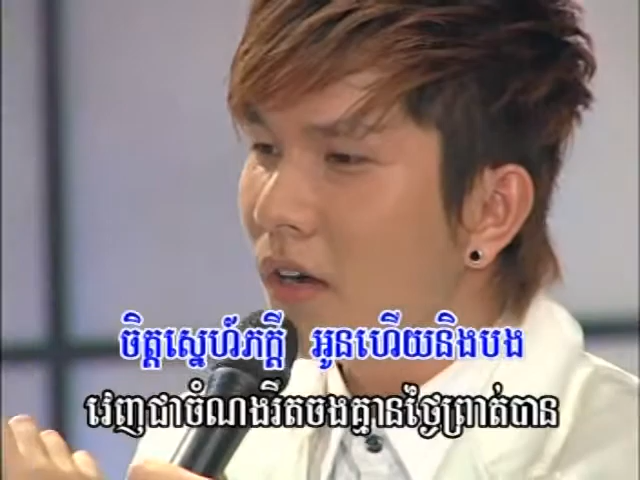 ចិត្តស្នេហ៍ភក្ដី អូនហើយនិងបង
វេញជាចំណងរឹតចងគ្មានថ្ងៃព្រាត់បាន